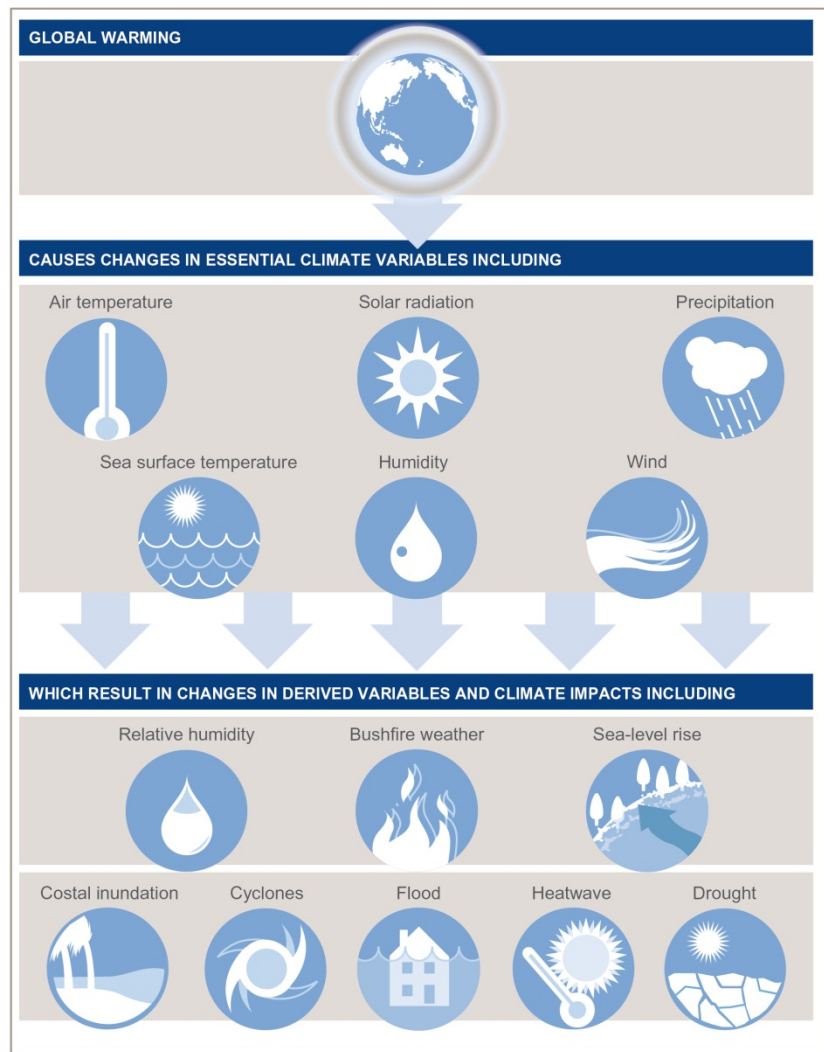 GLOBAL WARMING
CAUSES CHANGES IN ESSENTIAL CLIMATE VARIABLES INCLUDING
Air temperature
Solar radiation
Precipitation
Sea surface temperature
Humidity
Wind
WHICH RESULT IN CHANGES IN DERIVED VARIABLES AND CLIMATE IMPACTS INCLUDING
Relative humidity
Bushfire weather
Sea-level rise
Costal inundation
Cyclones
Flood
Heatwave
Drought